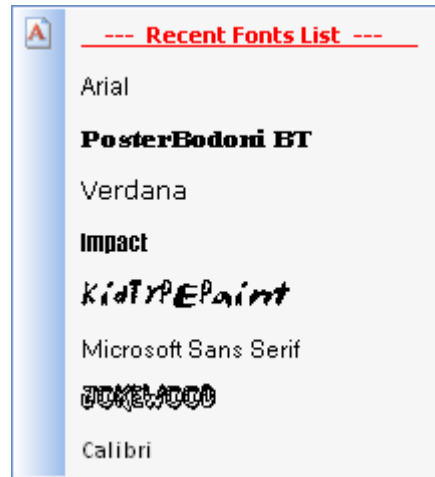 --- Recent Fonts List ---
Arial
PosterBodoni BT
Verdana
Impact
KidTYPEPaint
Microsoft Sans Serif
JOKEWOOD
Calibri